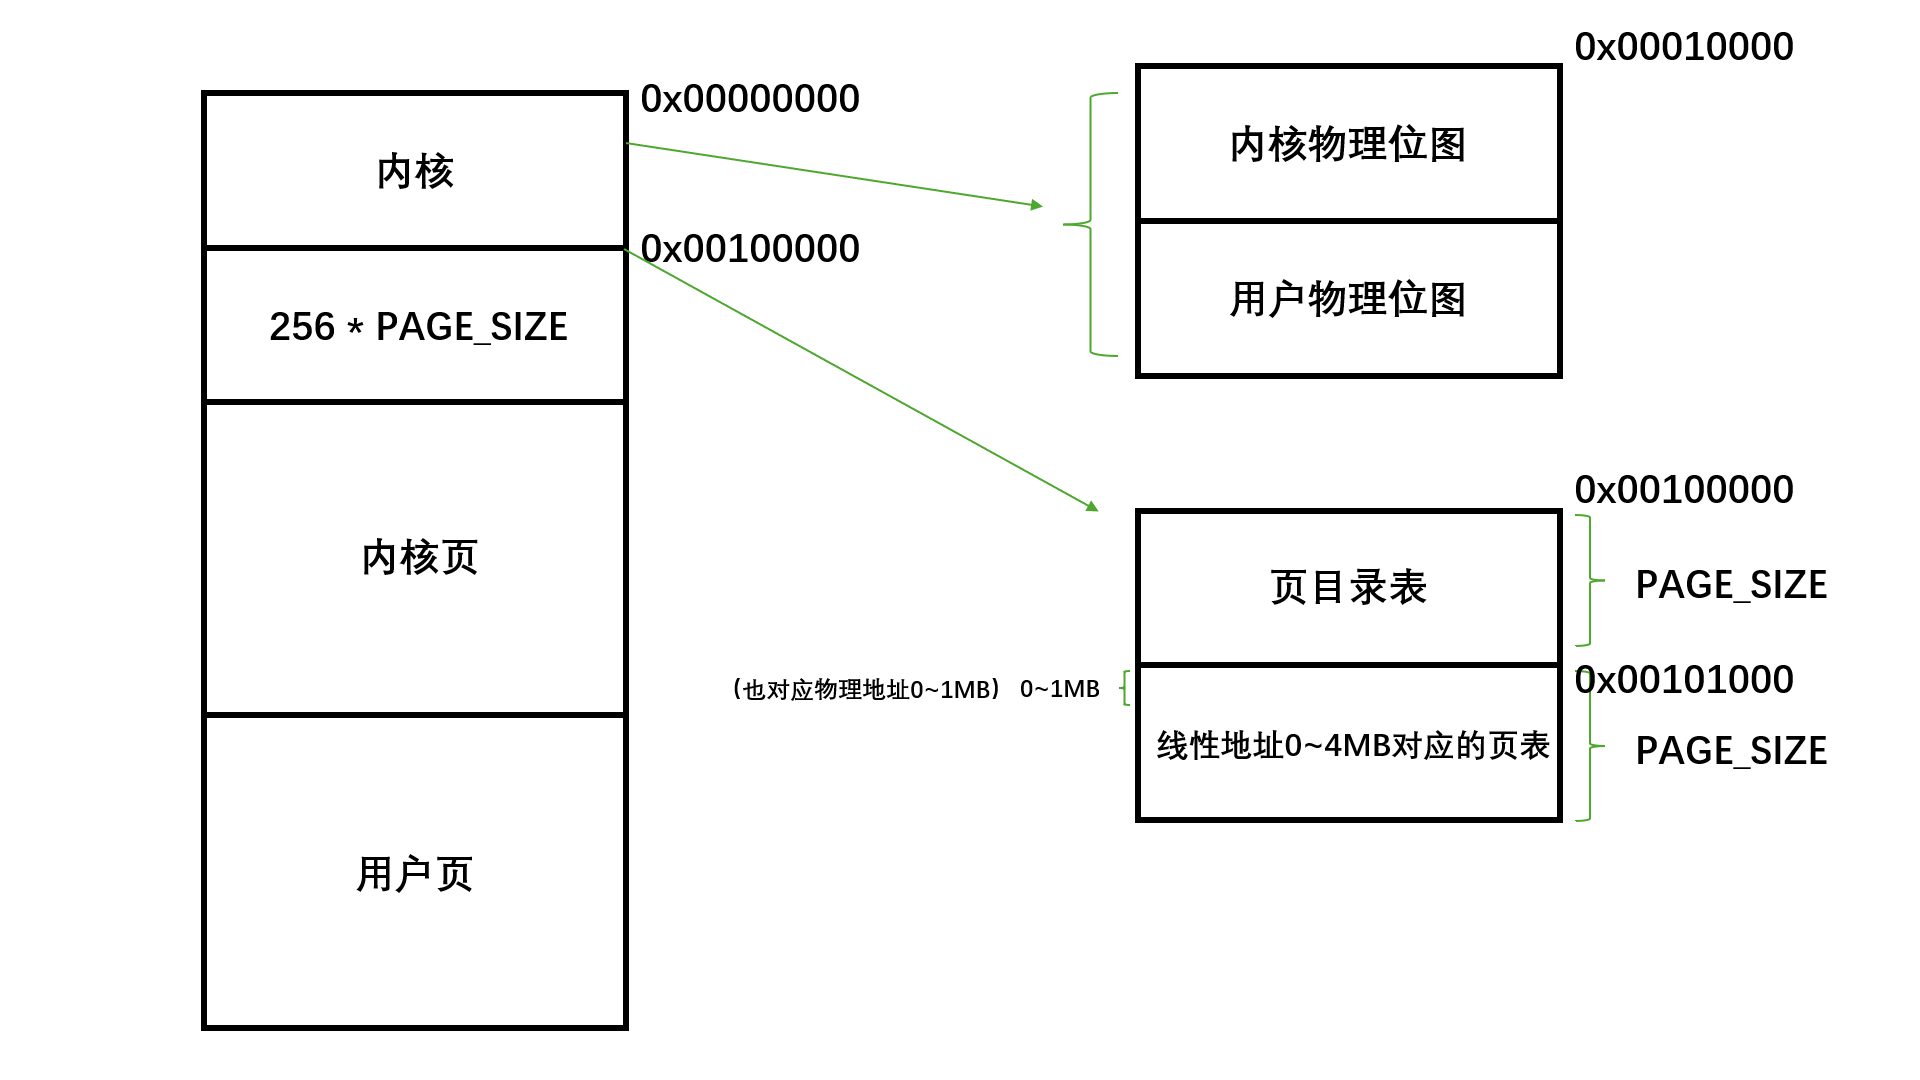 0x00000000
内核
0x00100000
256 * PAGE_SIZE
内核页
用户页
0x00010000
内核物理位图
用户物理位图
0x00100000
页目录表
PAGE_SIZE
0x00101000
（也对应物理地址0~1MB） 0~1MB
线性地址0~4MB对应的页表
PAGE_SIZE